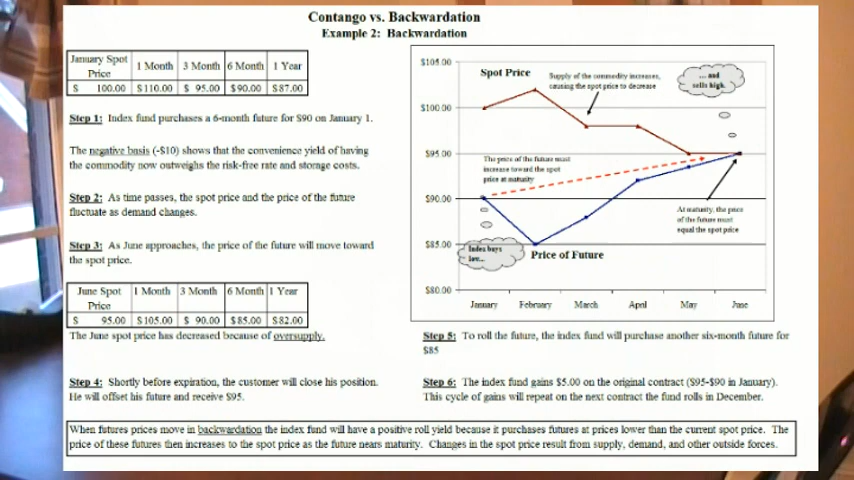 Contango vs. Backwardation
Example 2: Backwardation
January Spot Price 1 Month 3 Month 6 Month 1 Year
$ 100.00 $110.00 $ 95.00 $90.00 $87.00
Step 1: Index fund purchases a 6-month future for $90 on January 1.
The negative basis (-$10) shows that the convenience yield of having
the commodity now outweighs the risk-free rate and storage costs.
Step 2: As time passes, the spot price and the price of the future
fluctuate as demand changes.
Step 3: As June approaches, the price of the future will move toward
the spot price.
June Spot Price 1 Month 3 Month 6 Month 1 Year
$ 95.00 $105.00 $ 90.00 $85.00 $82.00
The June spot price has decreased because of oversupply.
Step 4: Shortly before expiration, the customer will close his position.
He will offset his future and receive $95.
$105.00
$100.00
$95.00
$90.00
$85.00
$80.00
Spot Price
Supply of the commodity increases,
causing the spot price to decrease
... and
sells high.
The price of the future must
increase toward the spot
price at maturity
At maturity, the price
of the future must
equal the spot price
Index buys
low...
Price of Future
January February March April May June
Step 5: To roll the future, the index fund will purchase another six-month future for
$85
Step 6: The index fund gains $5.00 on the original contract ($95-$90 in January).
This cycle of gains will repeat on the next contract the fund rolls in December.
When futures prices move in backwardation the index fund will have a positive roll yield because it purchases futures at prices lower than the current spot price. The
price of these futures then increases to the spot price as the future nears maturity. Changes in the spot price result from supply, demand, and other outside forces.